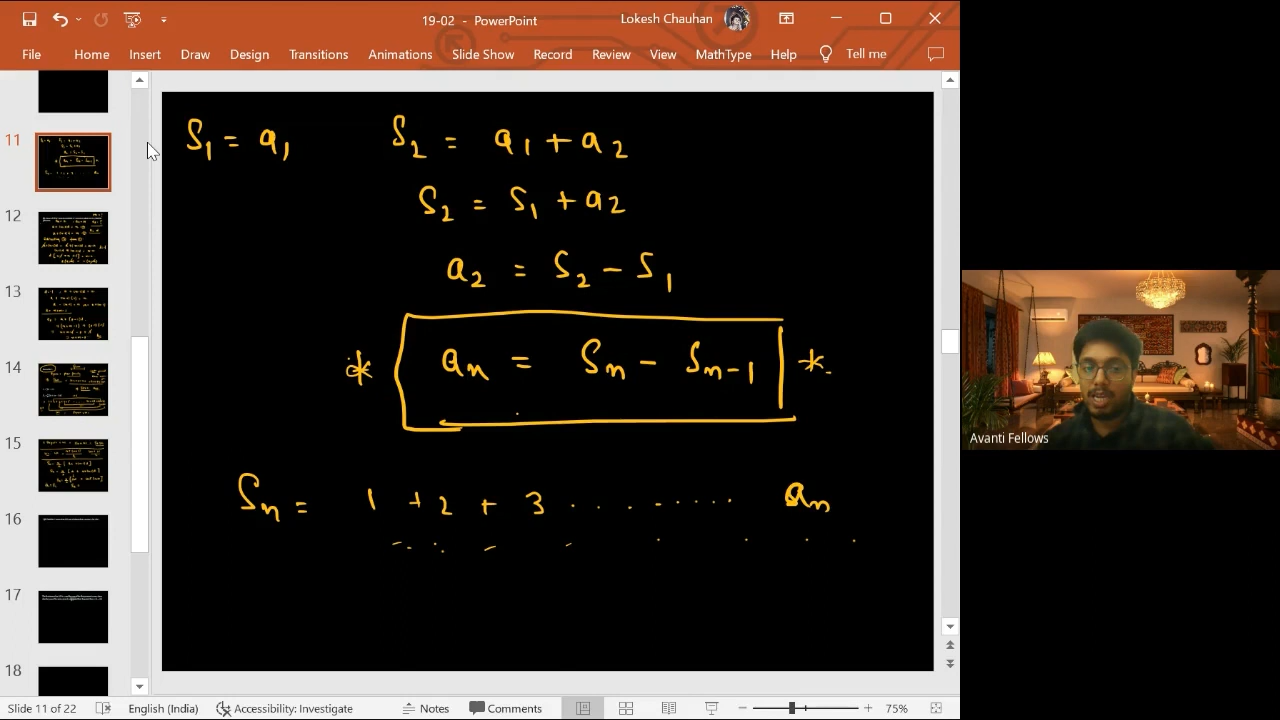 19-02 - PowerPoint
Lokesh Chauhan
File Home Insert Draw Design Transitions Animations Slide Show Record Review View MathType Help Tell me
11
12
13
14
15
16
17
18
S₁ = a₁ S₂ = a₁ + a₂
S₂ = S₁ + a₂
a₂ = S₂ - S₁
* aₙ = Sₙ - Sₙ₋₁ *.
Sₙ = 1 + 2 + 3 .......... aₙ
Avanti Fellows
Slide 11 of 22 English (India) Accessibility: Investigate Notes Comments 75%